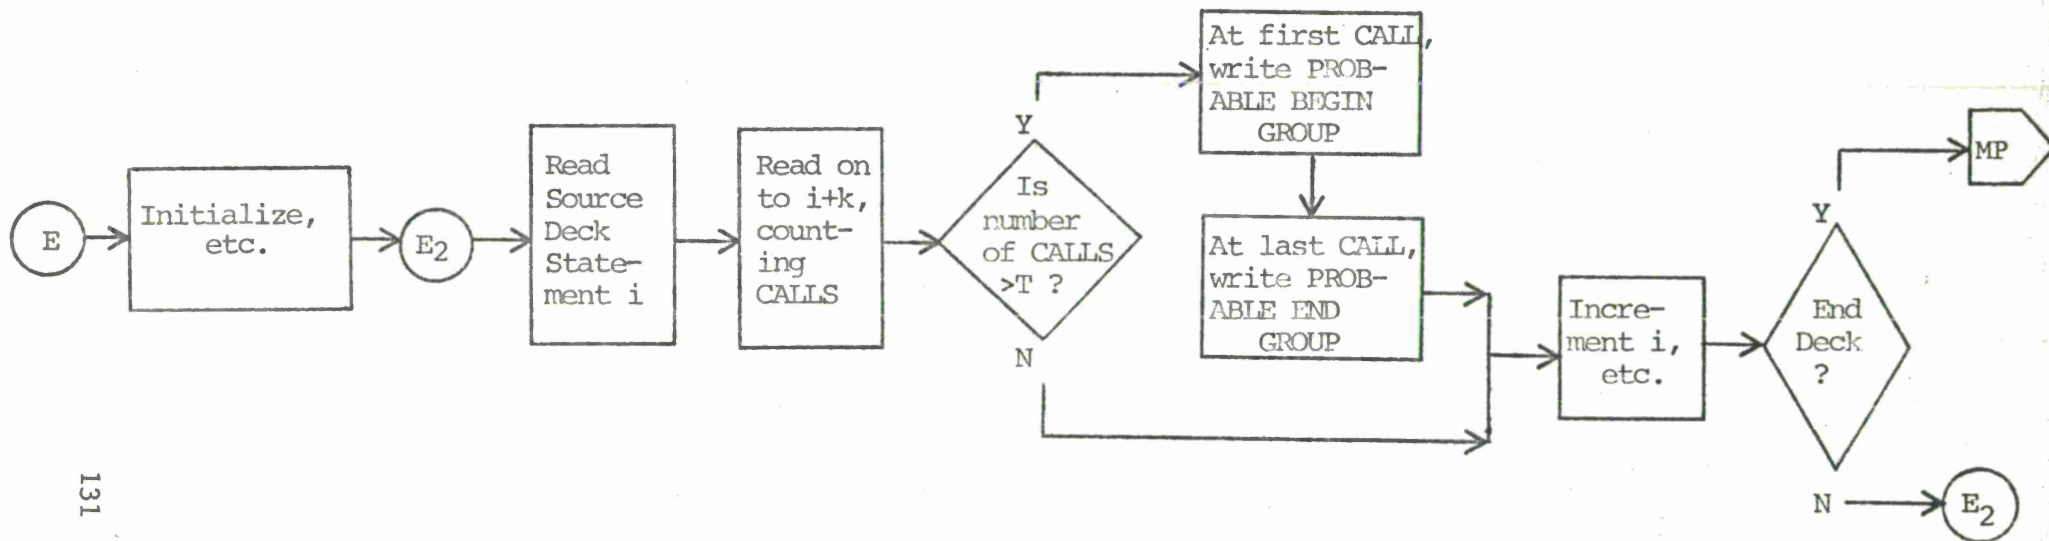 E
Initialize,
etc.
E2
Read
Source
Deck
State-
ment i
Read on
to i+k,
count-
ing
CALLS
Y
Is
number
of CALLS
>T ?
N
At first CALL,
write PROB-
ABLE BEGIN
GROUP
At last CALL,
write PROB-
ABLE END
GROUP
Incre-
ment i,
etc.
Y
End
Deck
?
N
MP
E2
131